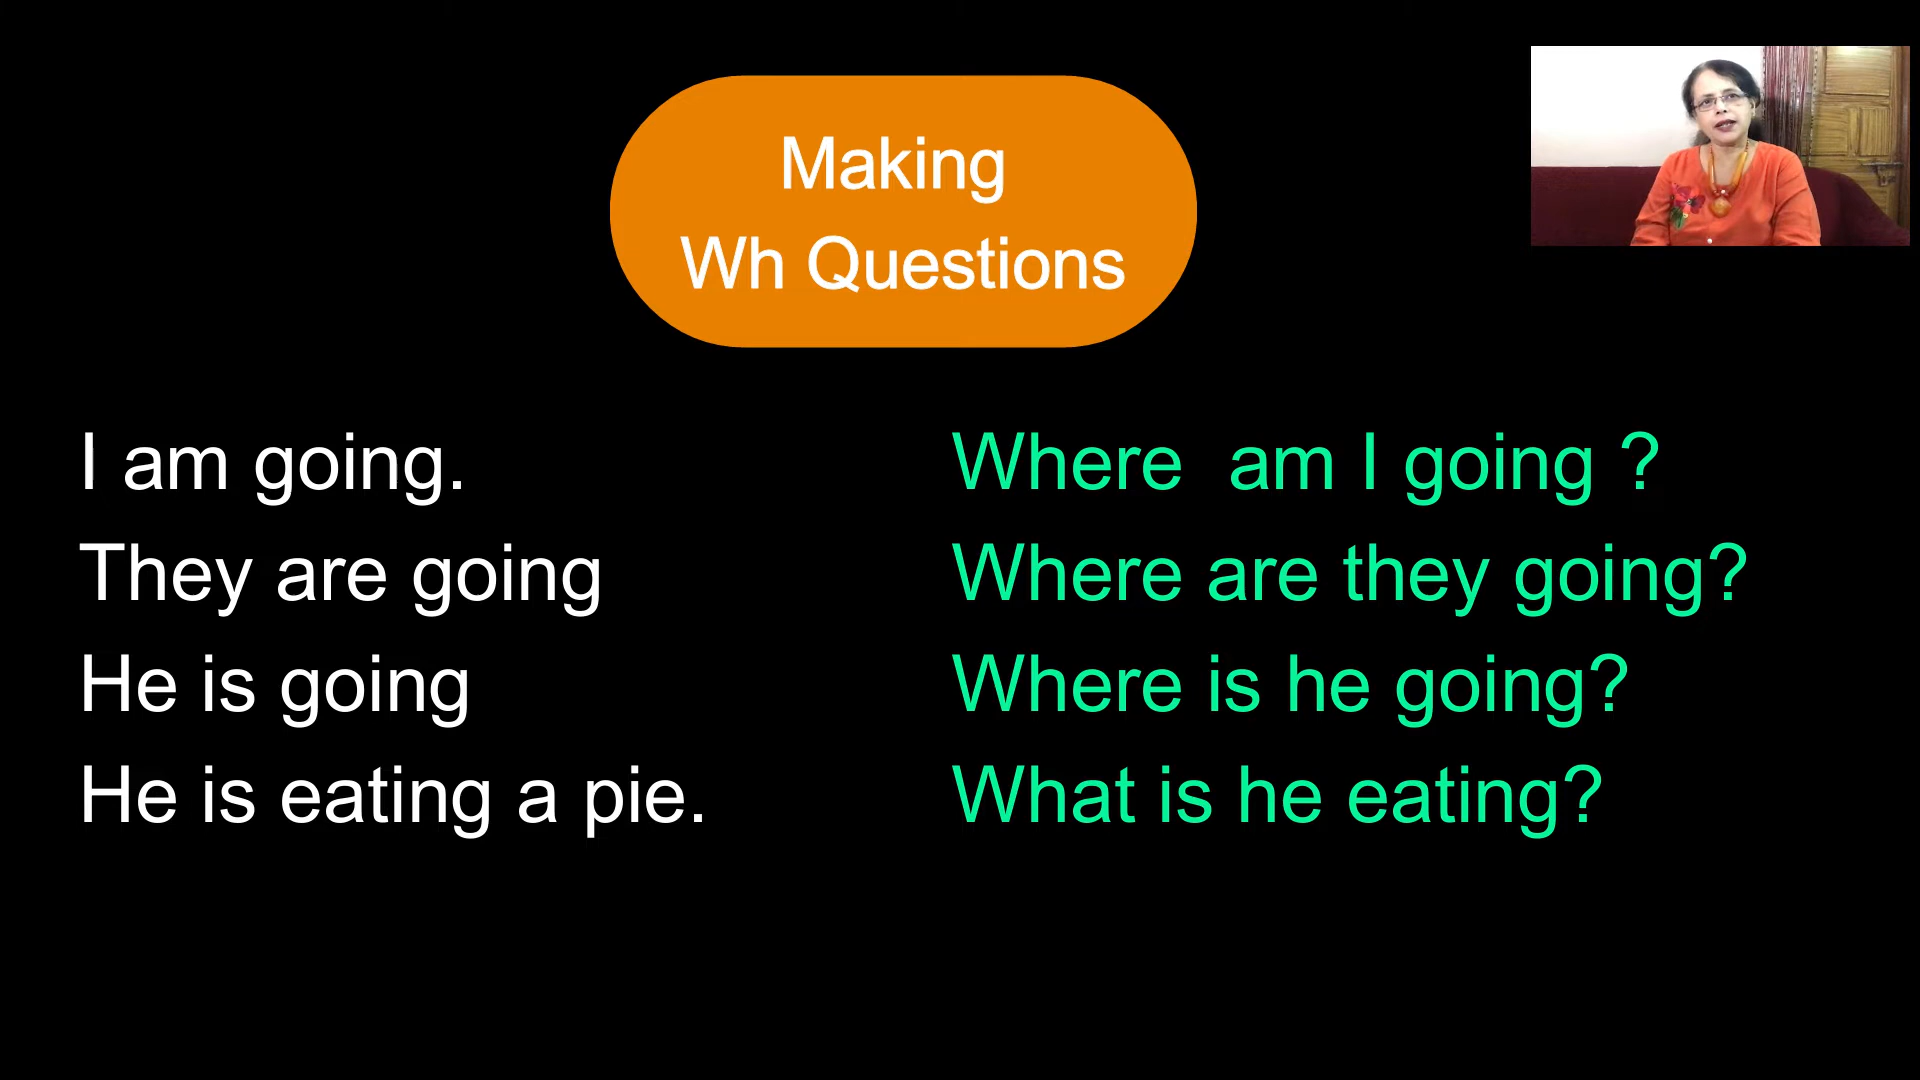 Making
Wh Questions
I am going.
Where  am I going ?
They are going
Where are they going?
He is going
Where is he going?
He is eating a pie.
What is he eating?